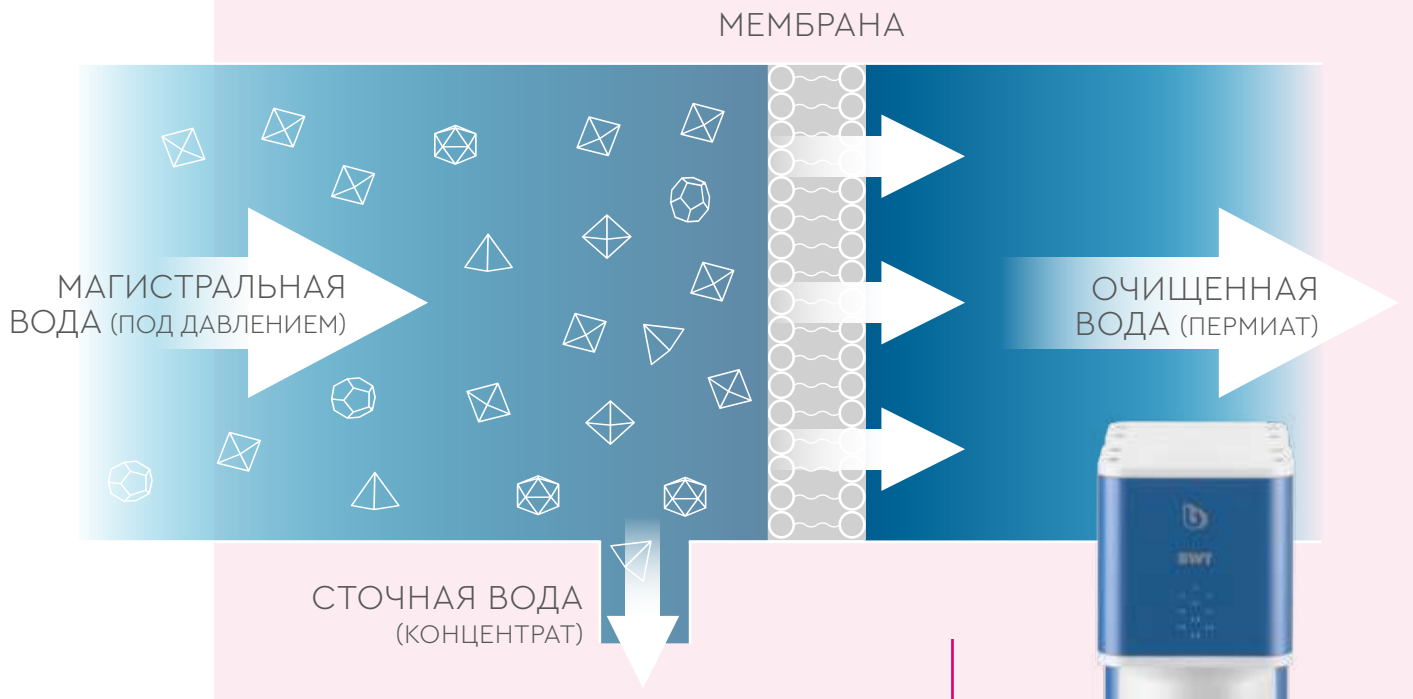 МЕМБРАНА
МАГИСТРАЛЬНАЯ
ВОДА (ПОД ДАВЛЕНИЕМ)
ОЧИЩЕННАЯ
ВОДА (ПЕРМИАТ)
СТОЧНАЯ ВОДА
(КОНЦЕНТРАТ)
BWT